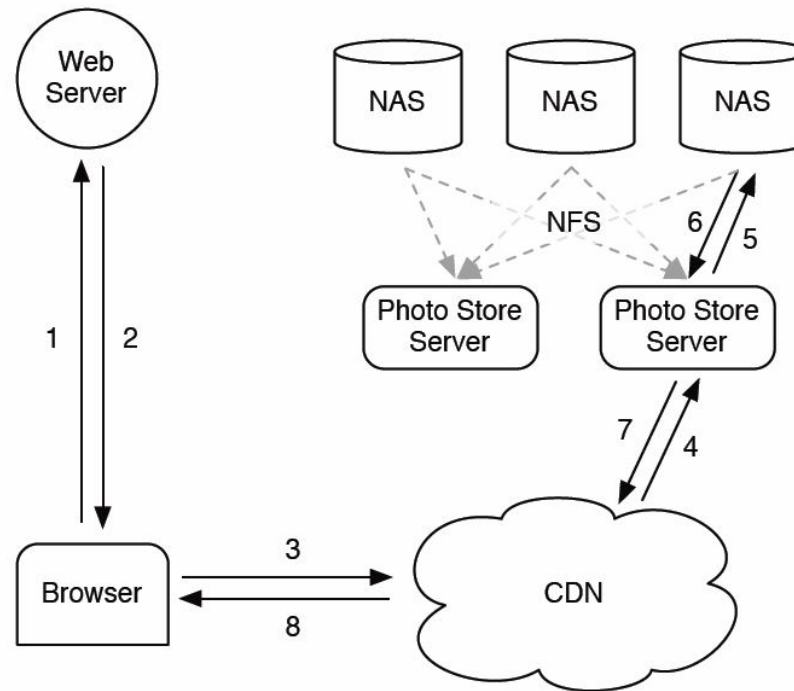 Web
Server
NAS
NAS
NAS
NFS
6
5
Photo Store
Server
Photo Store
Server
1
2
7
4
3
Browser
CDN
8